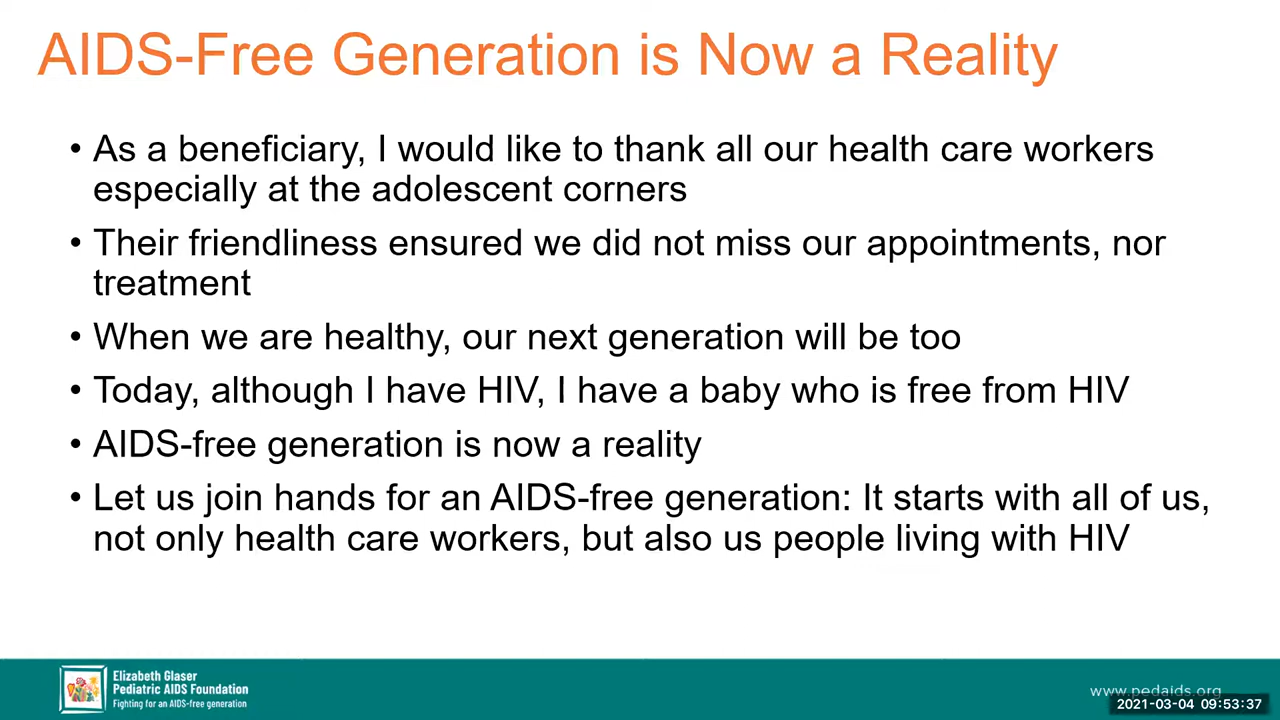 AIDS-Free Generation is Now a Reality
• As a beneficiary, I would like to thank all our health care workers
especially at the adolescent corners
• Their friendliness ensured we did not miss our appointments, nor
treatment
• When we are healthy, our next generation will be too
• Today, although I have HIV, I have a baby who is free from HIV
• AIDS-free generation is now a reality
• Let us join hands for an AIDS-free generation: It starts with all of us,
not only health care workers, but also us people living with HIV
Elizabeth Glaser
Pediatric AIDS Foundation
Fighting for an AIDS-free generation
www.pedaids.org
2021-03-04 09:53:37